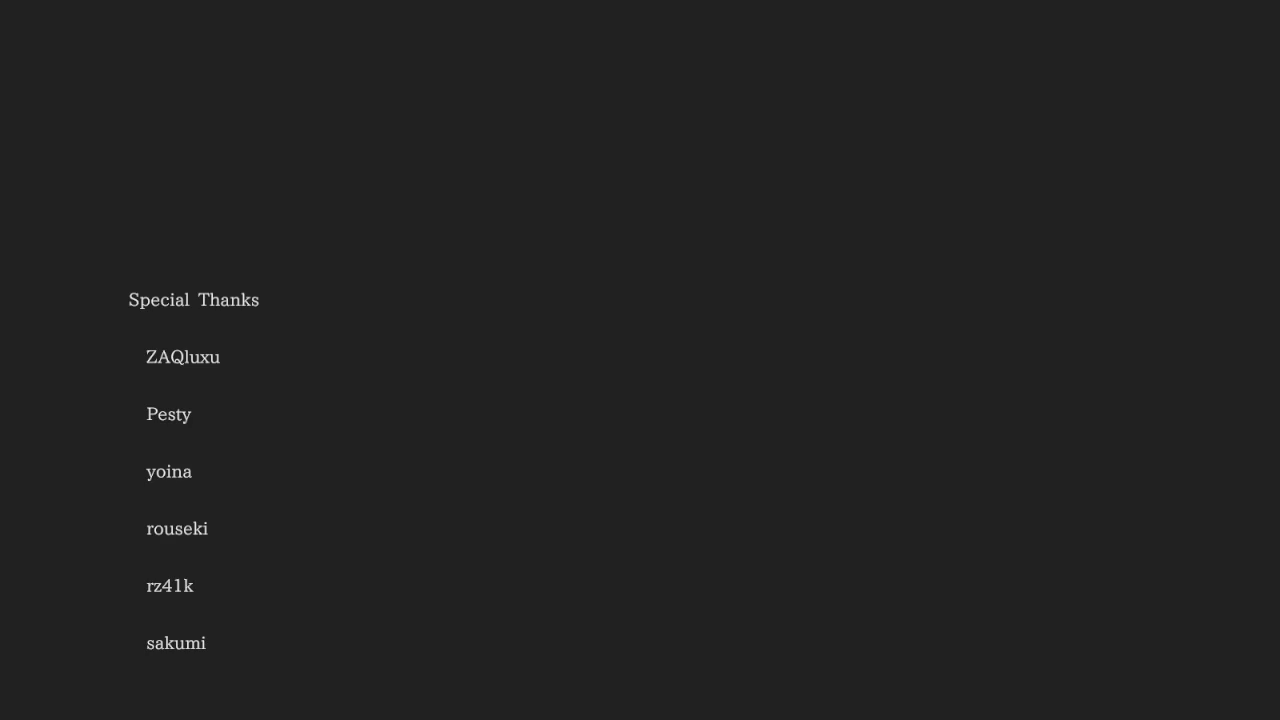 Special Thanks
ZAQluxu
Pesty
yoina
rouseki
rz41k
sakumi